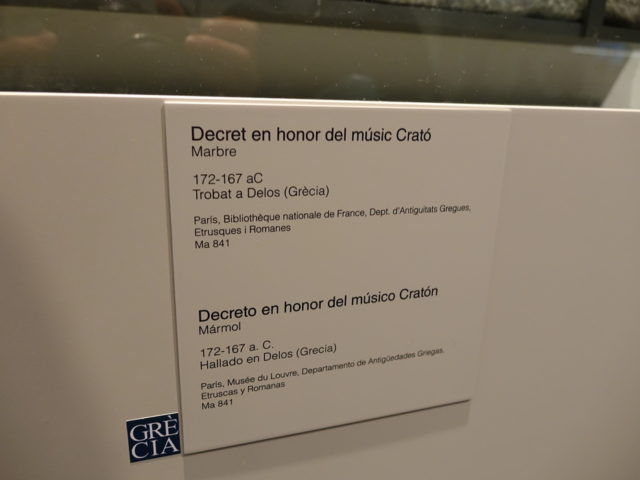 Decret en honor del músic Crató
Marbre
172-167 aC
Trobat a Delos (Grècia)
París, Bibliothèque nationale de France, Dept. d'Antiguitats Gregues,
Etrusques i Romanes
Ma 841
Decreto en honor del músico Cratón
Mármol
172-167 a. C.
Hallado en Delos (Grecia)
París, Musée du Louvre, Departamento de Antigüedades Griegas,
Etruscas y Romanas
Ma 841
GRÈ
CIA